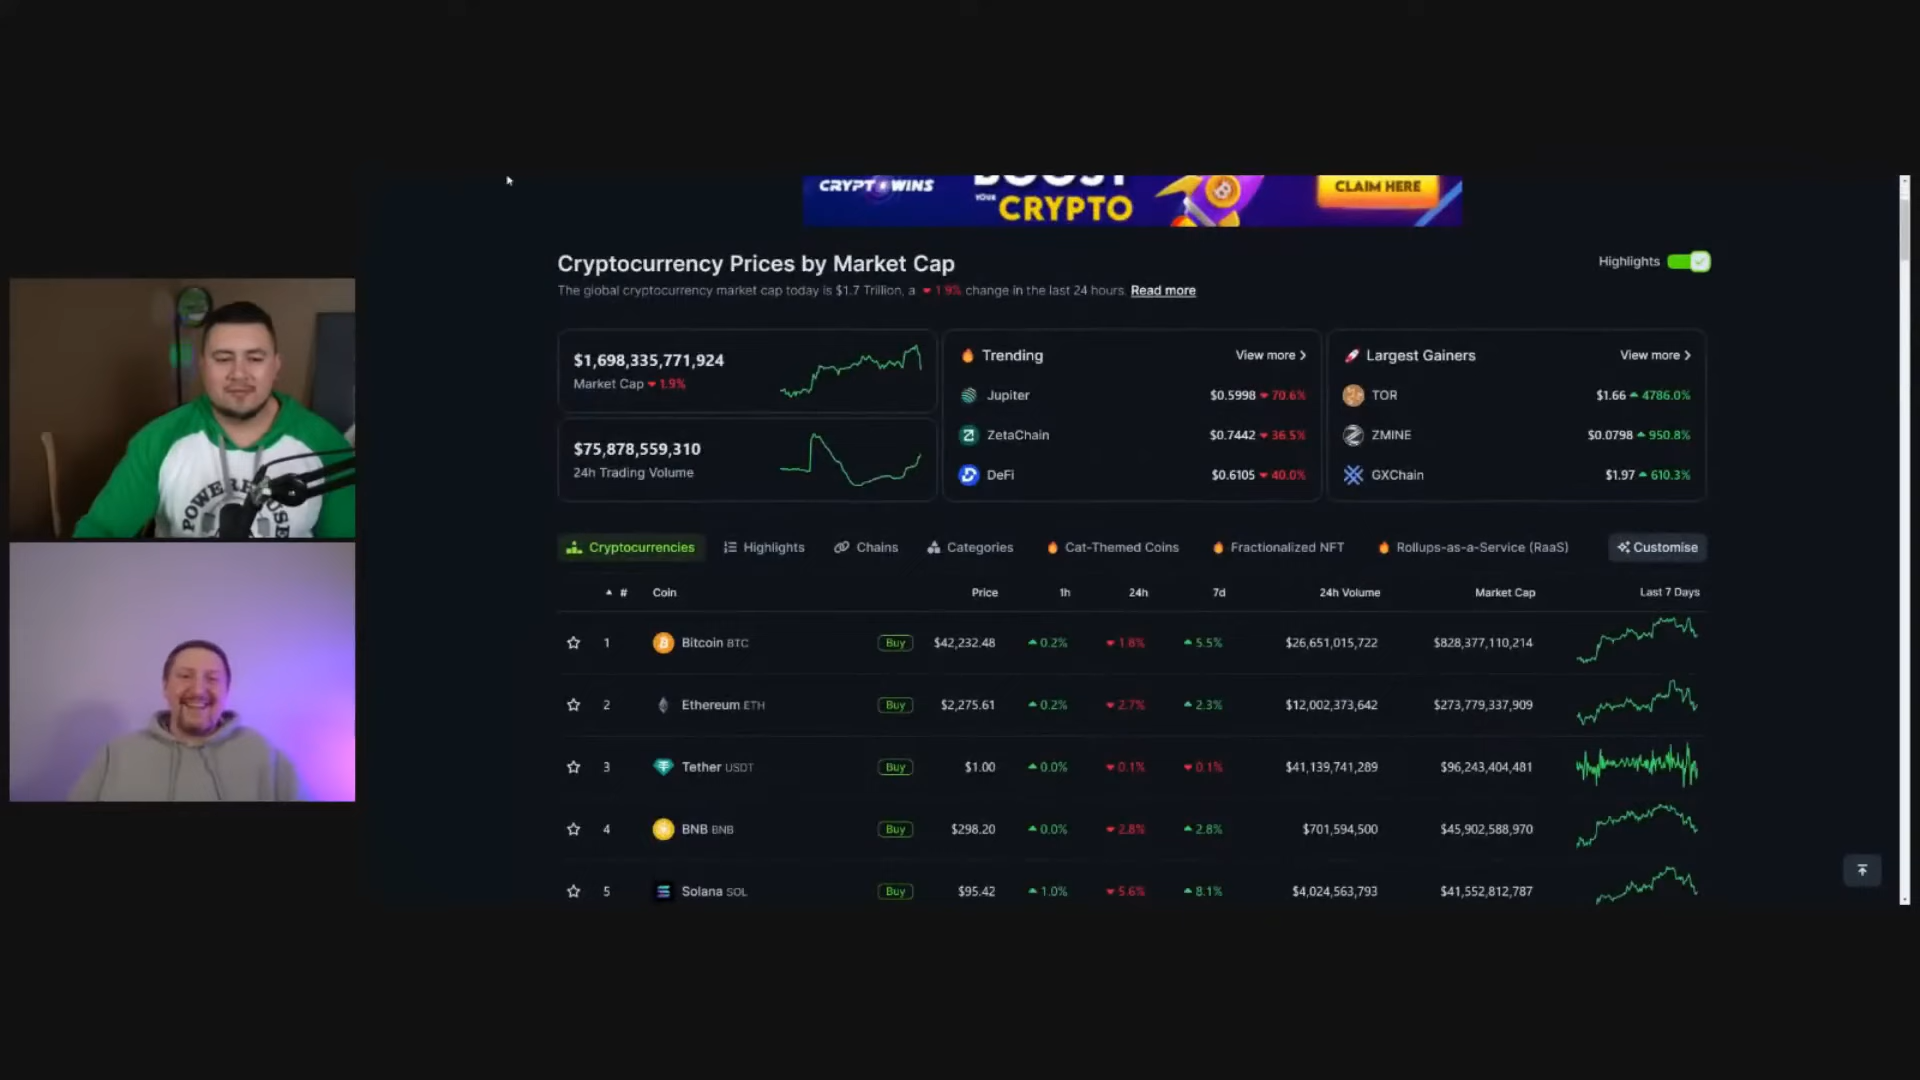 CRYPTOWINS
BOOST
YOUR
CRYPTO
CLAIM HERE
Cryptocurrency Prices by Market Cap
Highlights
The global cryptocurrency market cap today is $1.7 Trillion, a 1.9% change in the last 24 hours. Read more
$1,698,335,771,924
Market Cap 1.9%
$75,878,559,310
24h Trading Volume
Trending View more
Jupiter $0.5998 70.6%
ZetaChain $0.7442 36.5%
DeFi $0.6105 40.0%
Largest Gainers View more
TOR $1.66 4786.0%
ZMINE $0.0798 950.8%
GXChain $1.97 610.3%
POWERHOUSE
Cryptocurrencies Highlights Chains Categories Cat-Themed Coins Fractionalized NFT Rollups-as-a-Service (RaaS) Customise
# Coin Price 1h 24h 7d 24h Volume Market Cap Last 7 Days
1 Bitcoin BTC Buy $42,232.48 0.2% 1.8% 5.5% $26,651,015,722 $828,377,110,214
2 Ethereum ETH Buy $2,275.61 0.2% 2.7% 2.3% $12,002,373,642 $273,779,337,909
3 Tether USDT Buy $1.00 0.0% 0.1% 0.1% $41,139,741,289 $96,243,404,481
4 BNB BNB Buy $298.20 0.0% 2.8% 2.8% $701,594,500 $45,902,588,970
5 Solana SOL Buy $95.42 1.0% 5.6% 8.1% $4,024,563,793 $41,552,812,787